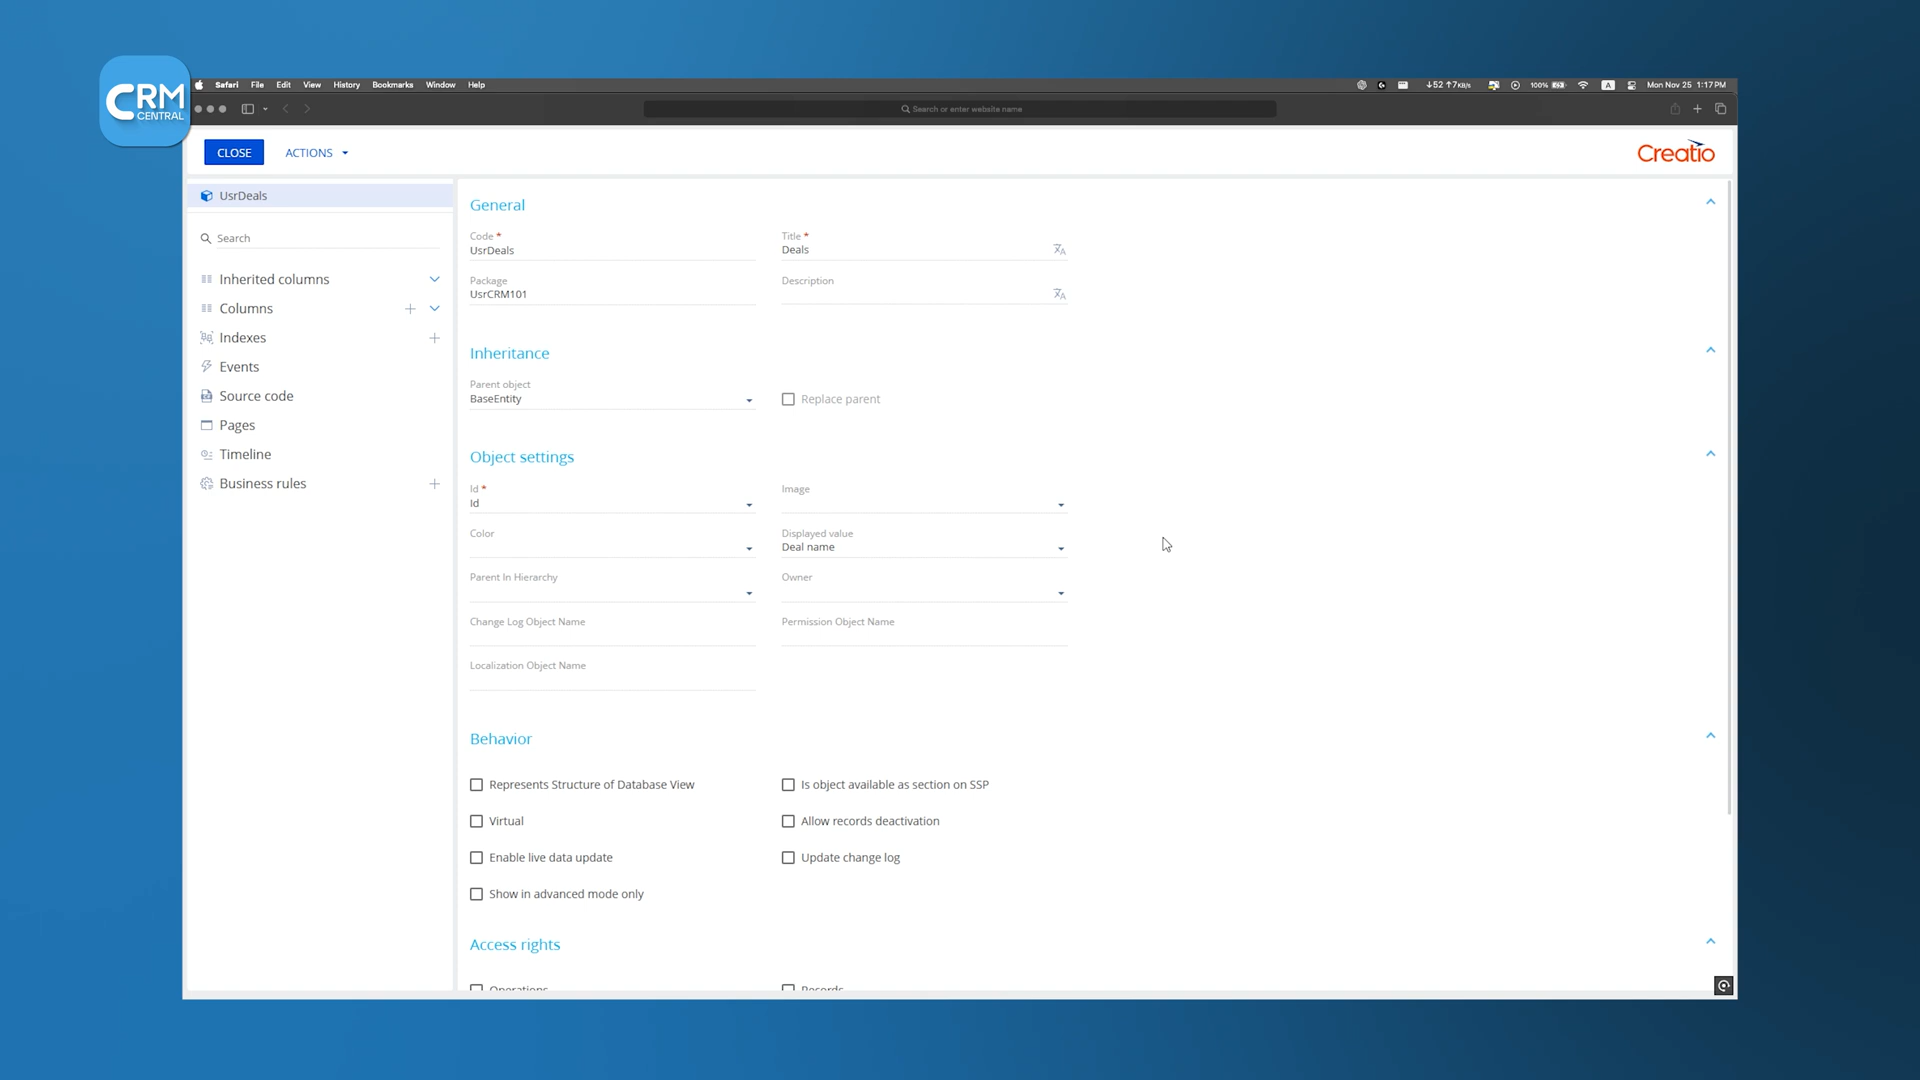 CRM
CENTRAL
Safari File Edit View History Bookmarks Window Help
↓52 ↑7KB/s 100% A Mon Nov 25 1:17 PM
Search or enter website name
CLOSE
ACTIONS
Creatio
UsrDeals
Search
Inherited columns
Columns
Indexes
Events
Source code
Pages
Timeline
Business rules
General
Code * Title *
UsrDeals Deals
Package Description
UsrCRM101
Inheritance
Parent object
BaseEntity Replace parent
Object settings
Id * Image
Id
Color Displayed value
Deal name
Parent In Hierarchy Owner
Change Log Object Name Permission Object Name
Localization Object Name
Behavior
Represents Structure of Database View Is object available as section on SSP
Virtual Allow records deactivation
Enable live data update Update change log
Show in advanced mode only
Access rights
Operations Records